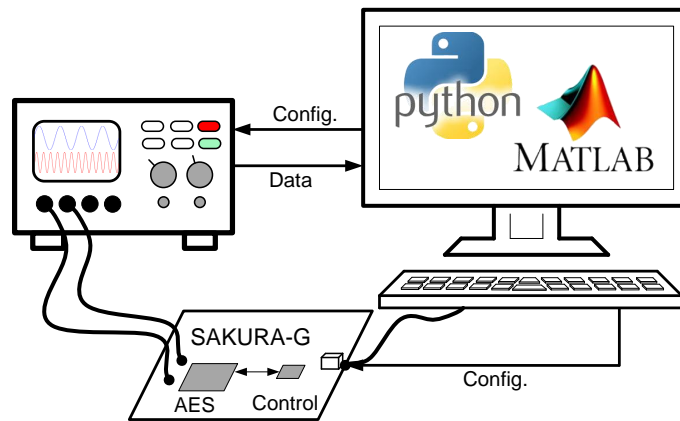 python
MATLAB
Config.
Data
SAKURA-G
AES
Control
Config.